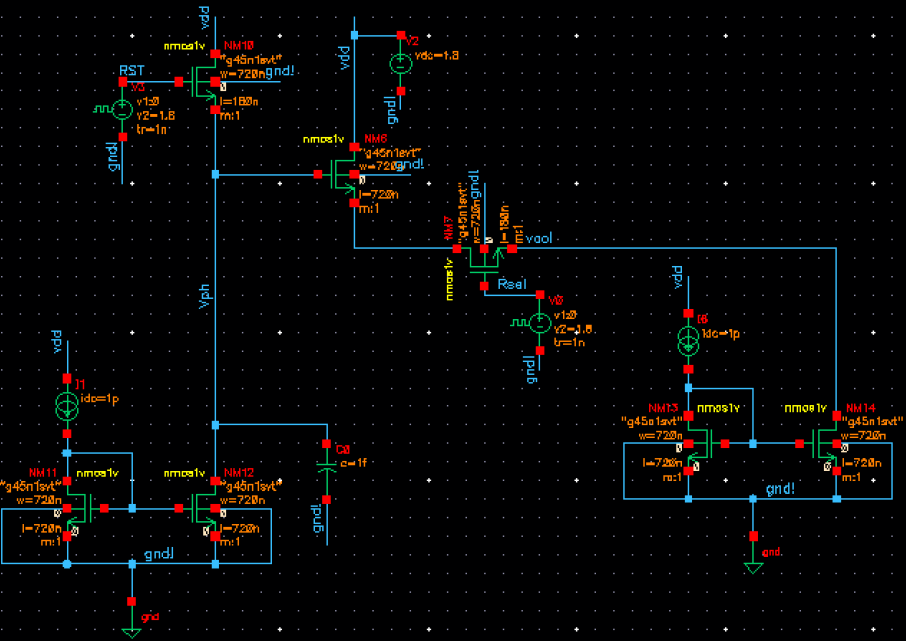 vdd
nmos1v
NM10
"g45n1svt"
w=720n
gnd!
l=180n
m:1
RST
V3
v1:0
v2=1.8
tr=1n
gnd!
vdd
V2
vdc=1.8
gnd!
nmos1v
NM6
"g45n1svt"
w=720n
gnd!
l=720n
m:1
NM7
"g45n1svt"
w=720n
gnd!
l=180n
m:1
nmos1v
Vcol
Rsel
V0
v1:0
v2=1.8
tr=1n
gnd!
Vph
vdd
I1
idc=1p
NM11
nmos1v
"g45n1svt"
w=720n
l=720n
m:1
nmos1v
NM12
"g45n1svt"
w=720n
l=720n
m:1
gnd!
gnd
C0
c=1f
gnd!
vdd
I6
idc=1p
NM13
nmos1v
"g45n1svt"
w=720n
l=720n
m:1
nmos1v
NM14
"g45n1svt"
w=720n
l=720n
m:1
gnd!
gnd